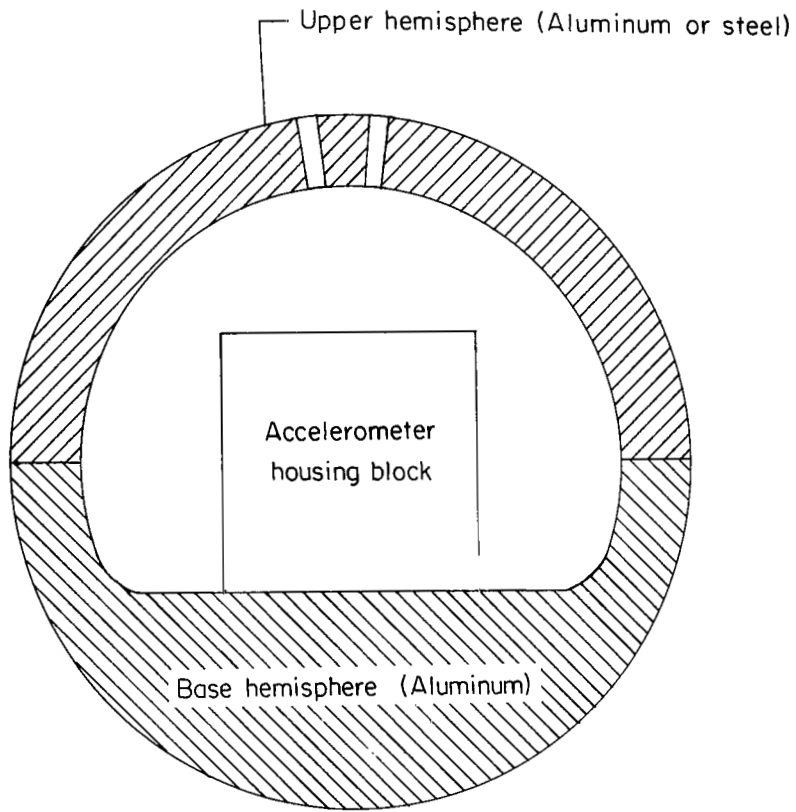 Upper hemisphere (Aluminum or steel)
Accelerometer
housing block
Base hemisphere (Aluminum)